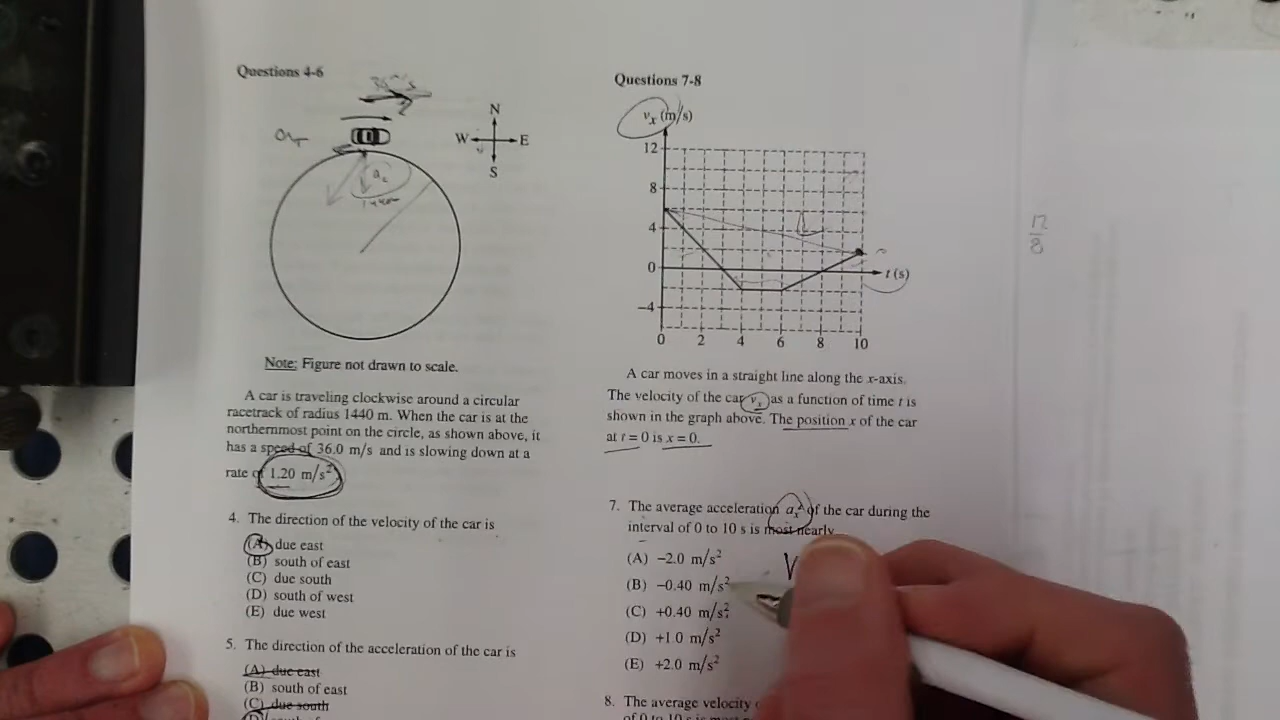 Questions 4-6
N
W E
S
a_c
Note: Figure not drawn to scale.
A car is traveling clockwise around a circular
racetrack of radius 1440 m. When the car is at the
northernmost point on the circle, as shown above, it
has a speed of 36.0 m/s and is slowing down at a
rate of 1.20 m/s²
4. The direction of the velocity of the car is
(A) due east
(B) south of east
(C) due south
(D) south of west
(E) due west
5. The direction of the acceleration of the car is
(A) due east
(B) south of east
(C) due south
Questions 7-8
vₓ (m/s)
12
8
4
0
−4
t (s)
0 2 4 6 8 10
A car moves in a straight line along the x-axis.
The velocity of the car vₓ as a function of time t is
shown in the graph above. The position x of the car
at t = 0 is x = 0.
7. The average acceleration aₓ of the car during the
interval of 0 to 10 s is most nearly
(A) −2.0 m/s²
(B) −0.40 m/s²
(C) +0.40 m/s²
(D) +1.0 m/s²
(E) +2.0 m/s²
V
8. The average velocity
of 0 to 10 s is most